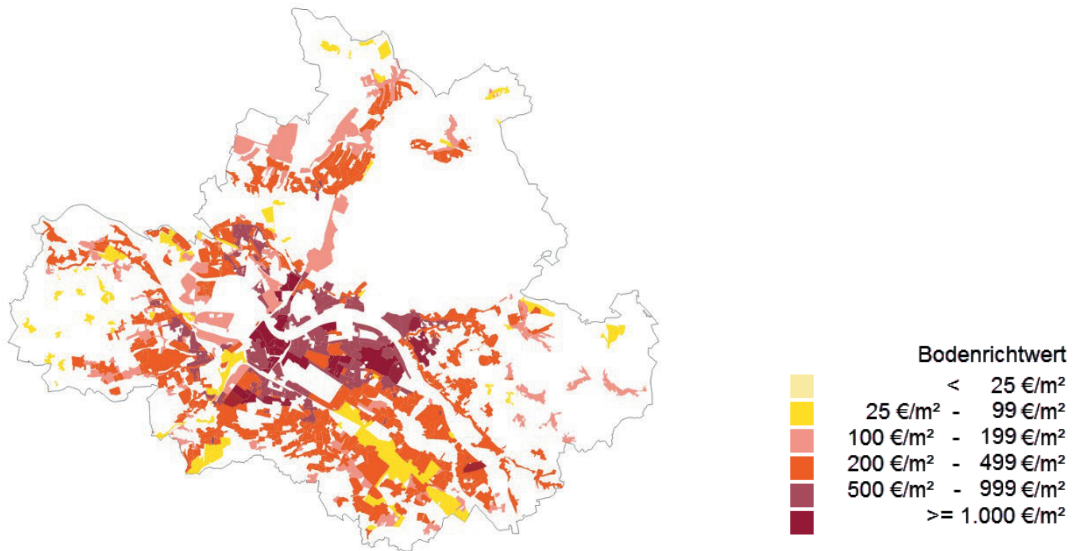 Bodenrichtwert
< 25 €/m²
25 €/m² - 99 €/m²
100 €/m² - 199 €/m²
200 €/m² - 499 €/m²
500 €/m² - 999 €/m²
>= 1.000 €/m²